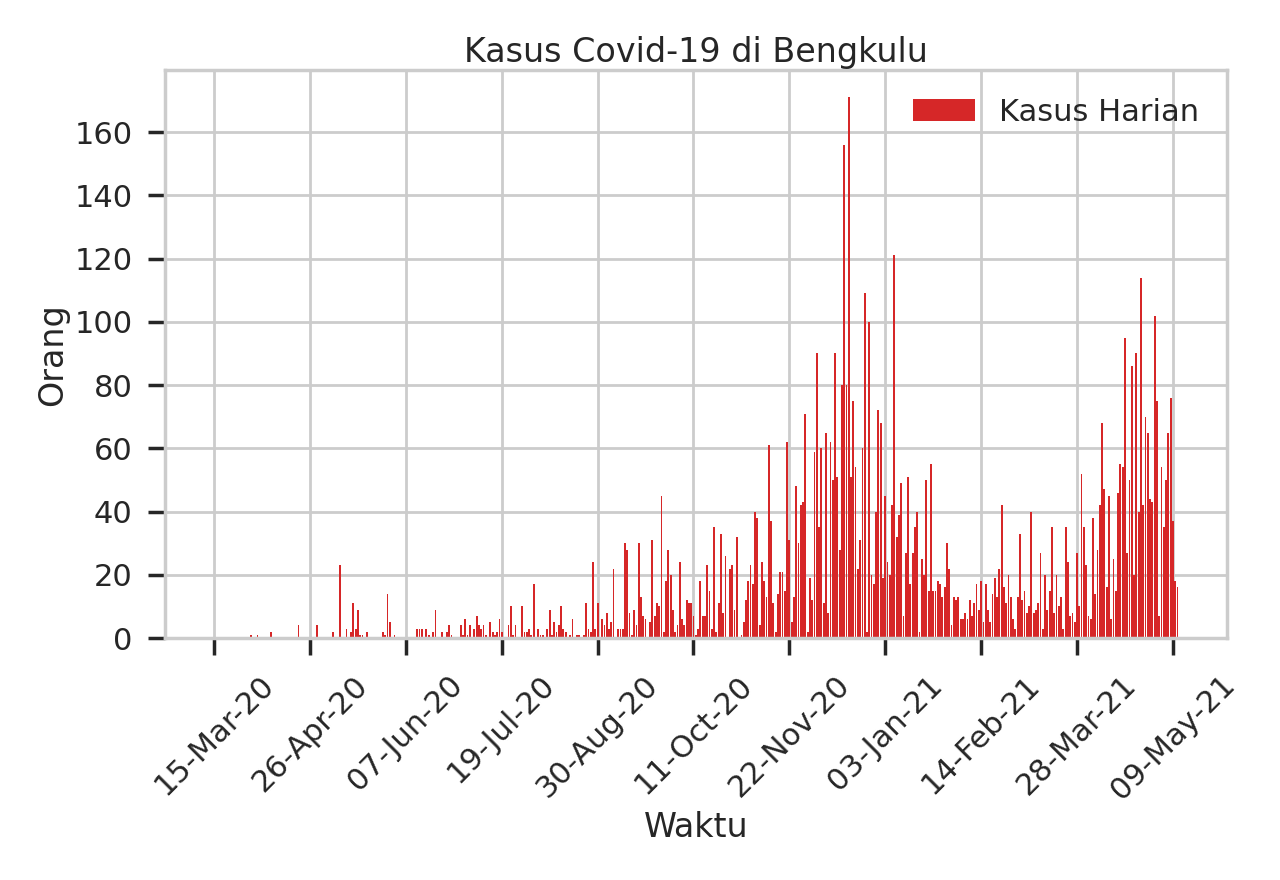 Kasus Covid-19 di Bengkulu
Kasus Harian
Orang
160
140
120
100
80
60
40
20
0
15-Mar-20
26-Apr-20
07-Jun-20
19-Jul-20
30-Aug-20
11-Oct-20
22-Nov-20
03-Jan-21
14-Feb-21
28-Mar-21
09-May-21
Waktu